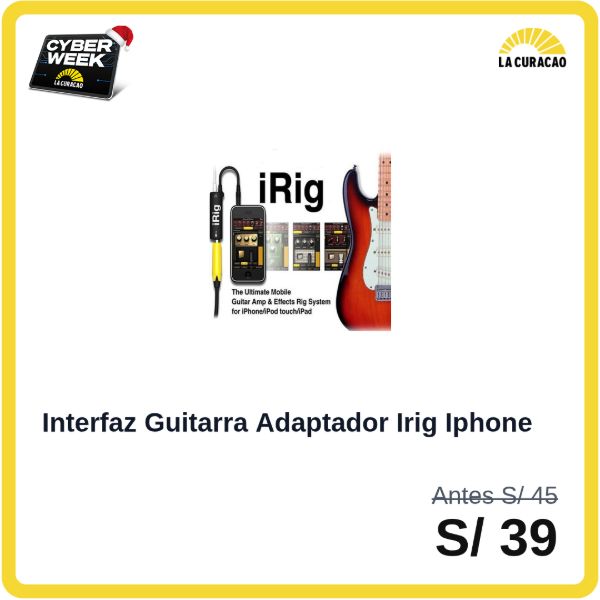 CYBER
WEEK
LA CURACAO
LA CURACAO
iRig
iRig
The Ultimate Mobile
Guitar Amp & Effects Rig System
for iPhone/iPod touch/iPad
Interfaz Guitarra Adaptador Irig Iphone
Antes S/ 45
S/ 39